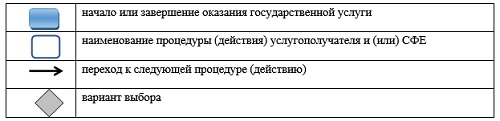 начало или завершение оказания государственной услуги
наименование процедуры (действия) услугополучателя и (или) СФЕ
переход к следующей процедуре (действию)
вариант выбора